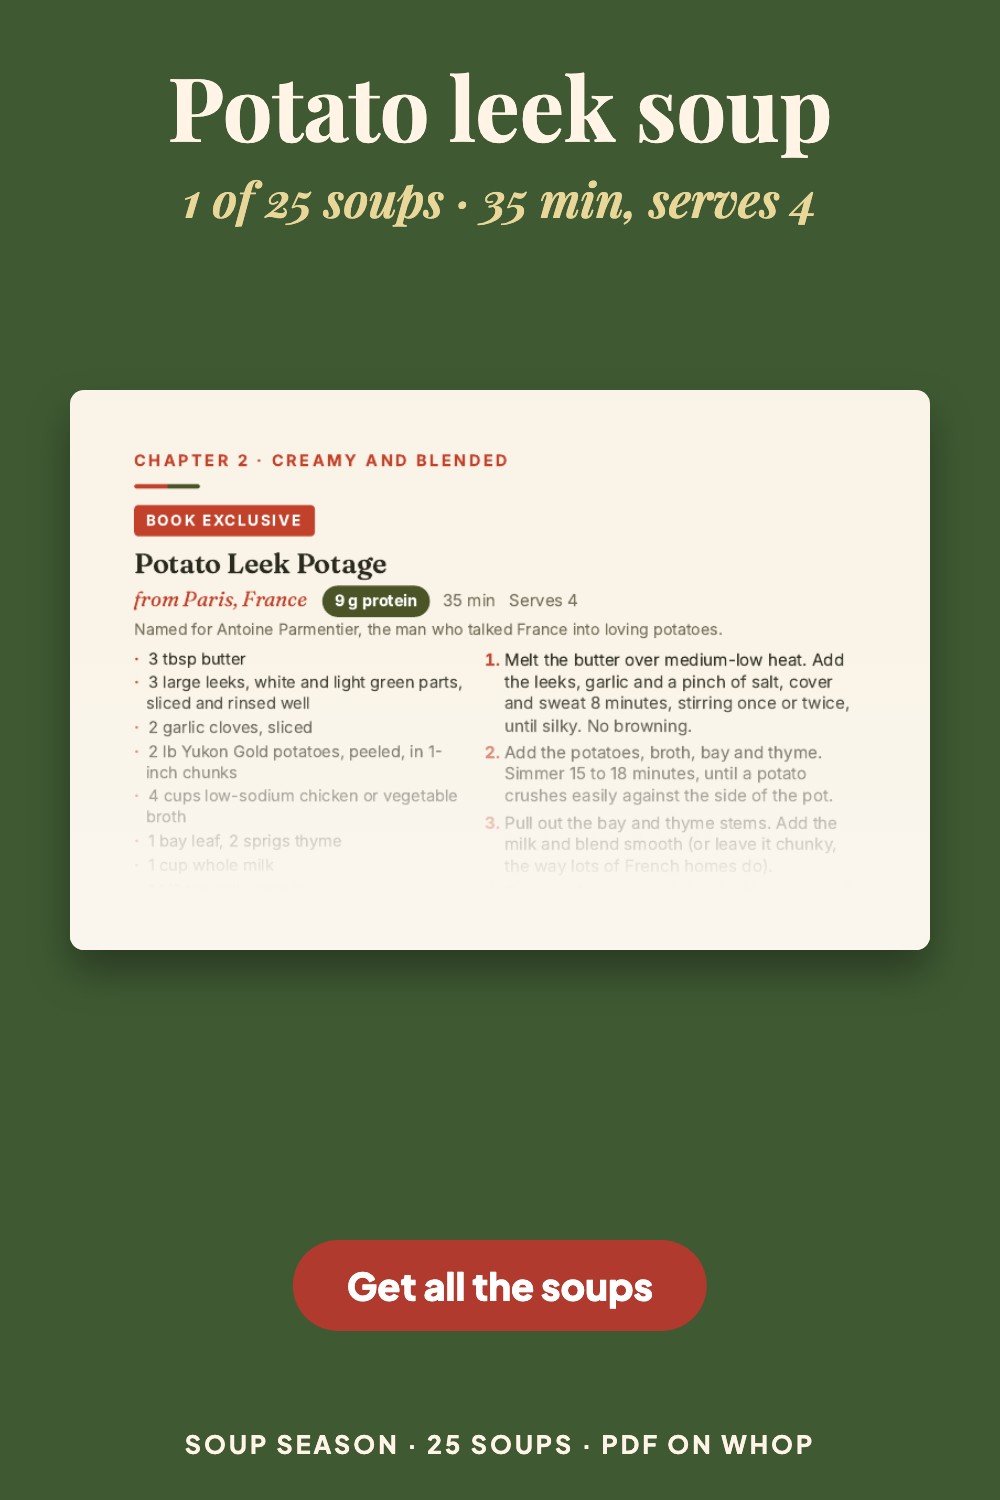 Potato leek soup
1 of 25 soups · 35 min, serves 4
CHAPTER 2 · CREAMY AND BLENDED
BOOK EXCLUSIVE
Potato Leek Potage
from Paris, France 9 g protein 35 min Serves 4
Named for Antoine Parmentier, the man who talked France into loving potatoes.
· 3 tbsp butter
· 3 large leeks, white and light green parts,
sliced and rinsed well
· 2 garlic cloves, sliced
· 2 lb Yukon Gold potatoes, peeled, in 1-
inch chunks
· 4 cups low-sodium chicken or vegetable
broth
· 1 bay leaf, 2 sprigs thyme
· 1 cup whole milk
1. Melt the butter over medium-low heat. Add
the leeks, garlic and a pinch of salt, cover
and sweat 8 minutes, stirring once or twice,
until silky. No browning.
2. Add the potatoes, broth, bay and thyme.
Simmer 15 to 18 minutes, until a potato
crushes easily against the side of the pot.
3. Pull out the bay and thyme stems. Add the
milk and blend smooth (or leave it chunky,
the way lots of French homes do).
Get all the soups
SOUP SEASON · 25 SOUPS · PDF ON WHOP